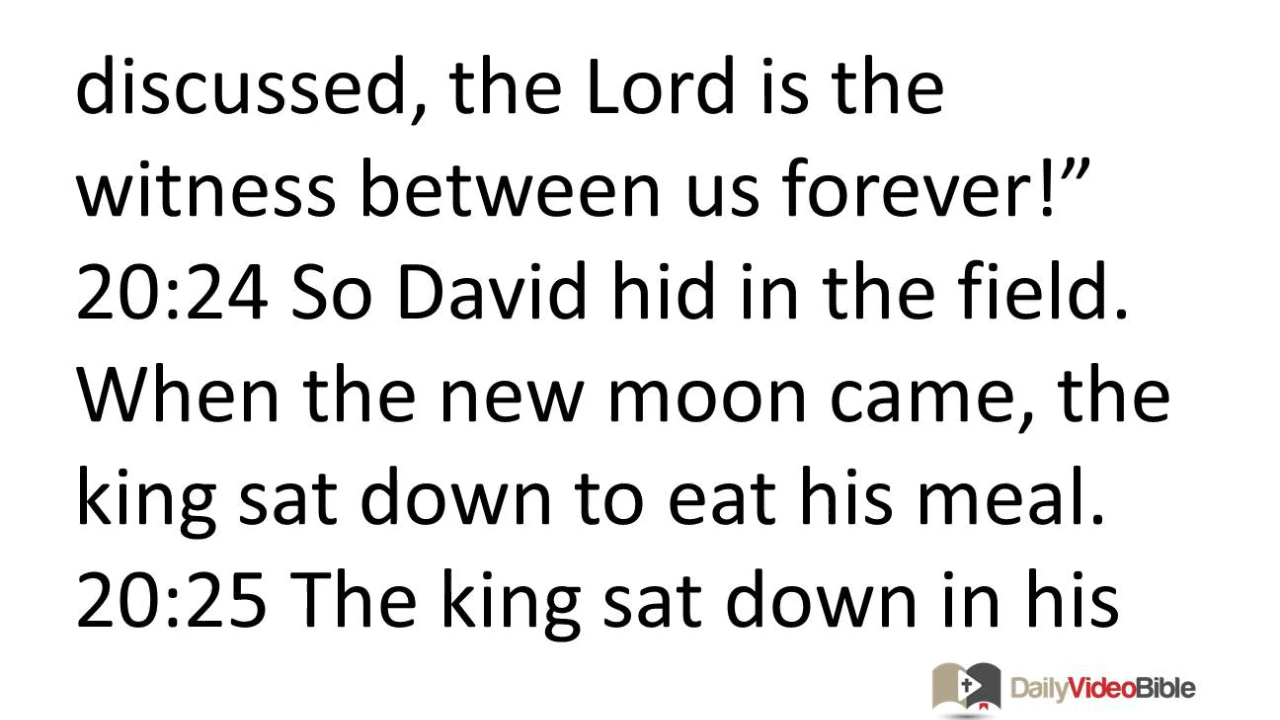 discussed, the Lord is the
witness between us forever!”
20:24 So David hid in the field.
When the new moon came, the
king sat down to eat his meal.
20:25 The king sat down in his
DailyVideoBible